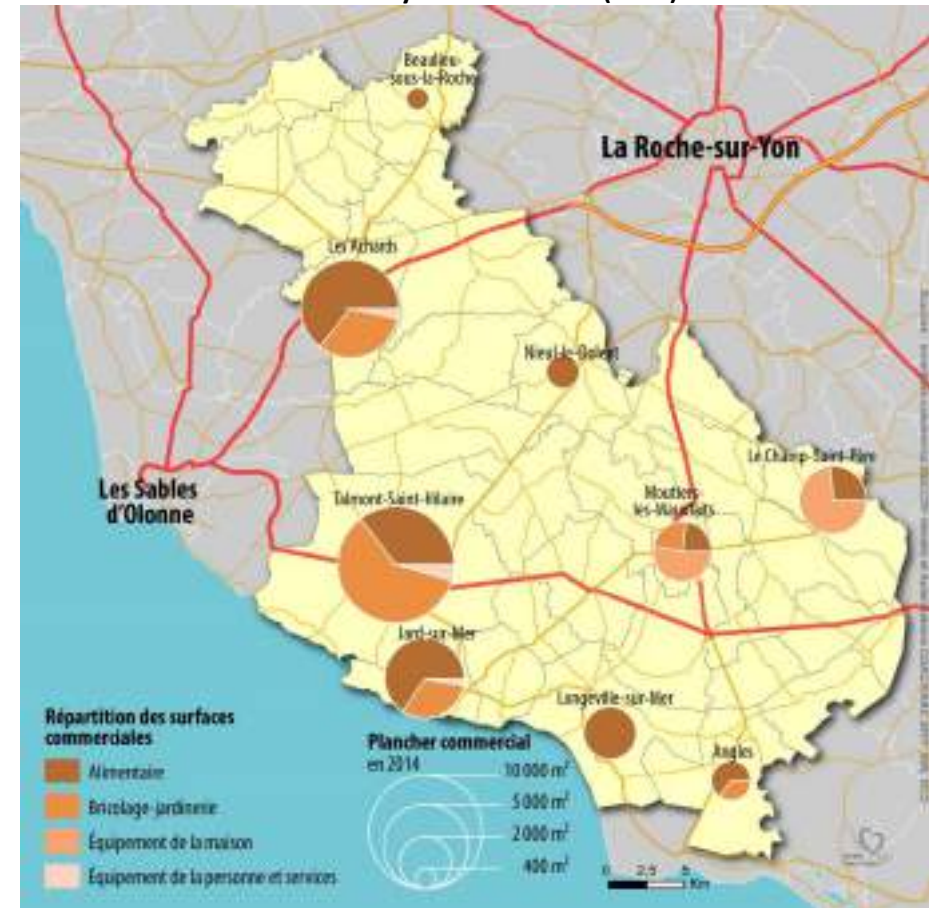 Beaulieu-
sous-la-Roche
La Roche-sur-Yon
Les Achards
Nieul-le-Dolent
Le Champ-Saint-Père
Les Sables
d'Olonne
Talmont-Saint-Hilaire
Moutiers-
les-Mauxfaits
Jard-sur-Mer
Longeville-sur-Mer
Angles
Répartition des surfaces
commerciales
Alimentaire
Bricolage-jardinerie
Équipement de la maison
Équipement de la personne et services
Plancher commercial
en 2014
10 000 m²
5 000 m²
2 000 m²
400 m²
0 2,5 5
Km